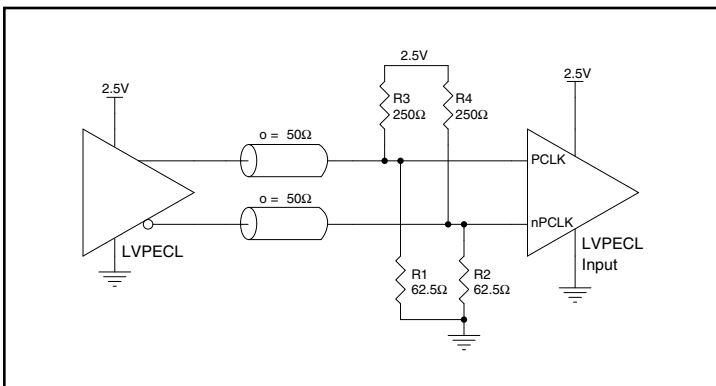 2.5V
2.5V
2.5V
R3
250Ω
R4
250Ω
o = 50Ω
PCLK
o = 50Ω
nPCLK
LVPECL
LVPECL
Input
R1
62.5Ω
R2
62.5Ω